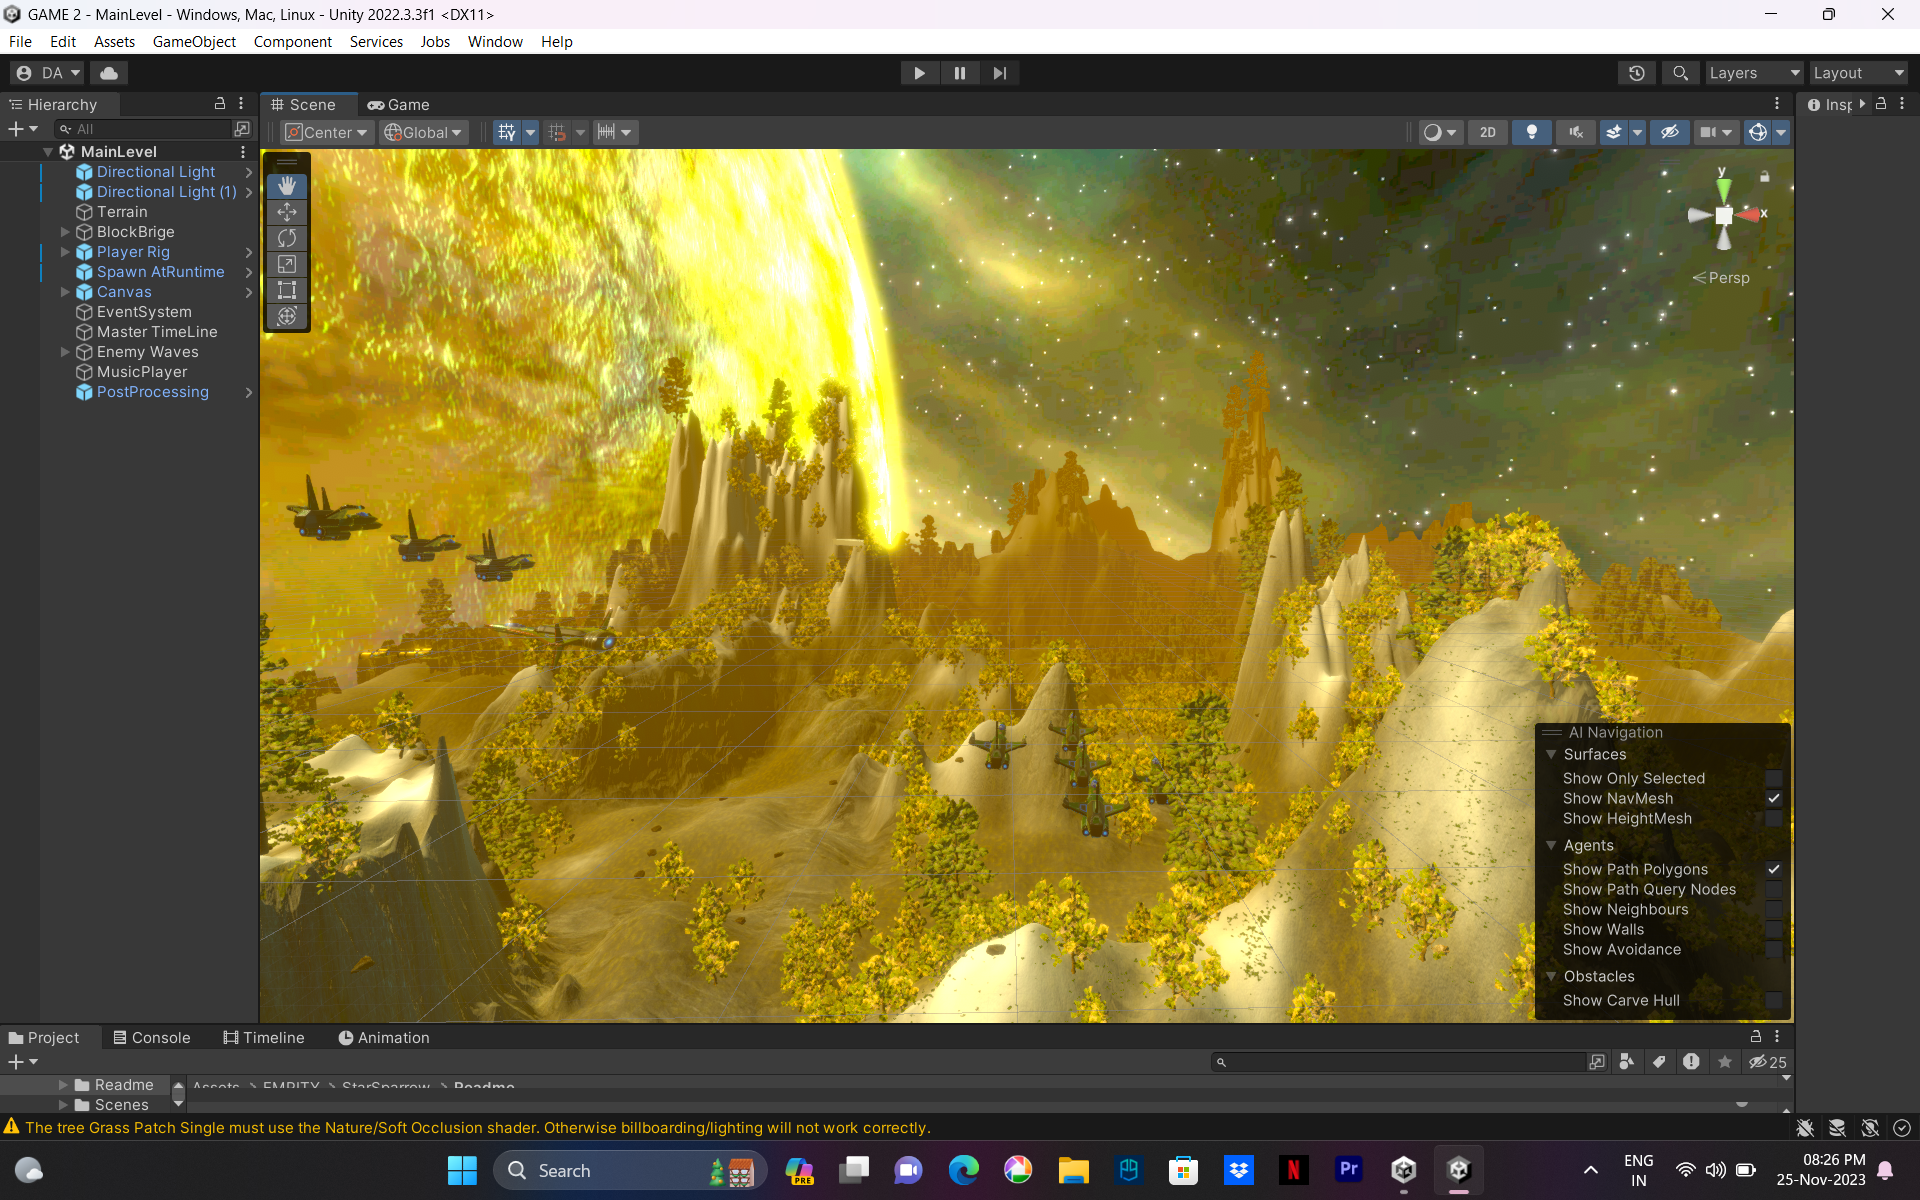 GAME 2 - MainLevel - Windows, Mac, Linux - Unity 2022.3.3f1 <DX11>
File Edit Assets GameObject Component Services Jobs Window Help
DA
Layers Layout
Hierarchy
Scene Game
Insp
All
Center Global
2D
MainLevel
Directional Light
Directional Light (1)
Terrain
BlockBrige
Player Rig
Spawn AtRuntime
Canvas
EventSystem
Master TimeLine
Enemy Waves
MusicPlayer
PostProcessing
y
x
Persp
AI Navigation
Surfaces
Show Only Selected
Show NavMesh
Show HeightMesh
Agents
Show Path Polygons
Show Path Query Nodes
Show Neighbours
Show Walls
Show Avoidance
Obstacles
Show Carve Hull
Project Console Timeline Animation
25
Readme
Assets > EMPITY > StarSparrow > Readme
Scenes
The tree Grass Patch Single must use the Nature/Soft Occlusion shader. Otherwise billboarding/lighting will not work correctly.
Search
PRE
N
Pr
ENG
IN
08:26 PM
25-Nov-2023